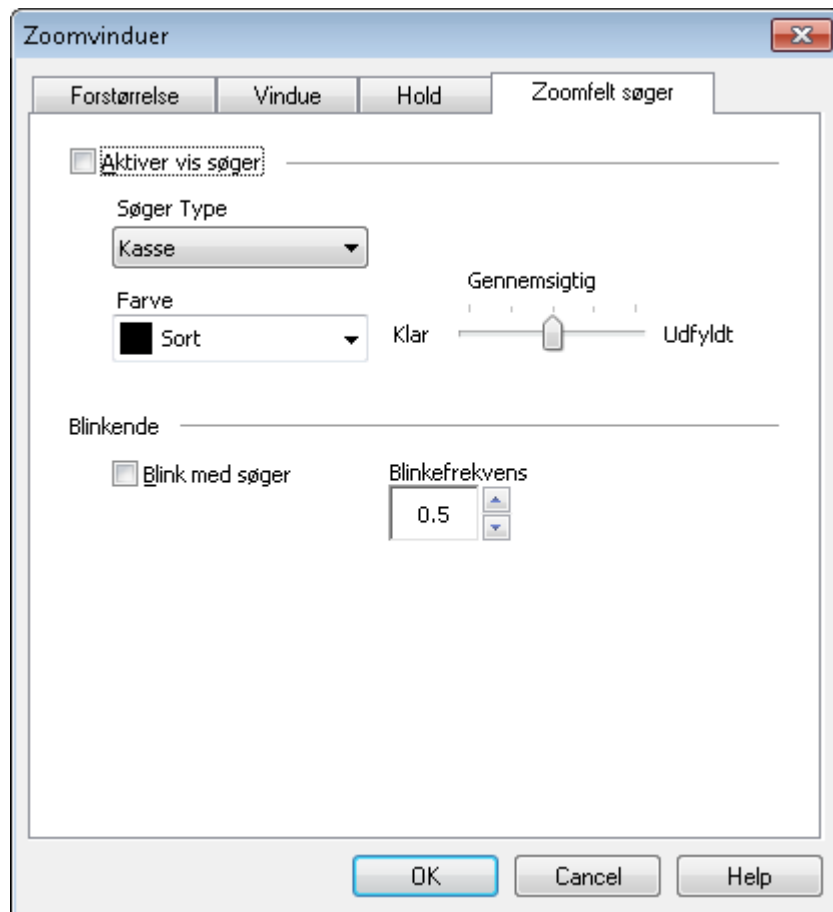 Zoomvinduer
Forstørrelse Vindue Hold Zoomfelt søger
Aktiver vis søger
Søger Type
Kasse
Gennemsigtig
Farve
Sort Klar Udfyldt
Blinkende
Blink med søger Blinkefrekvens
0.5
OK Cancel Help